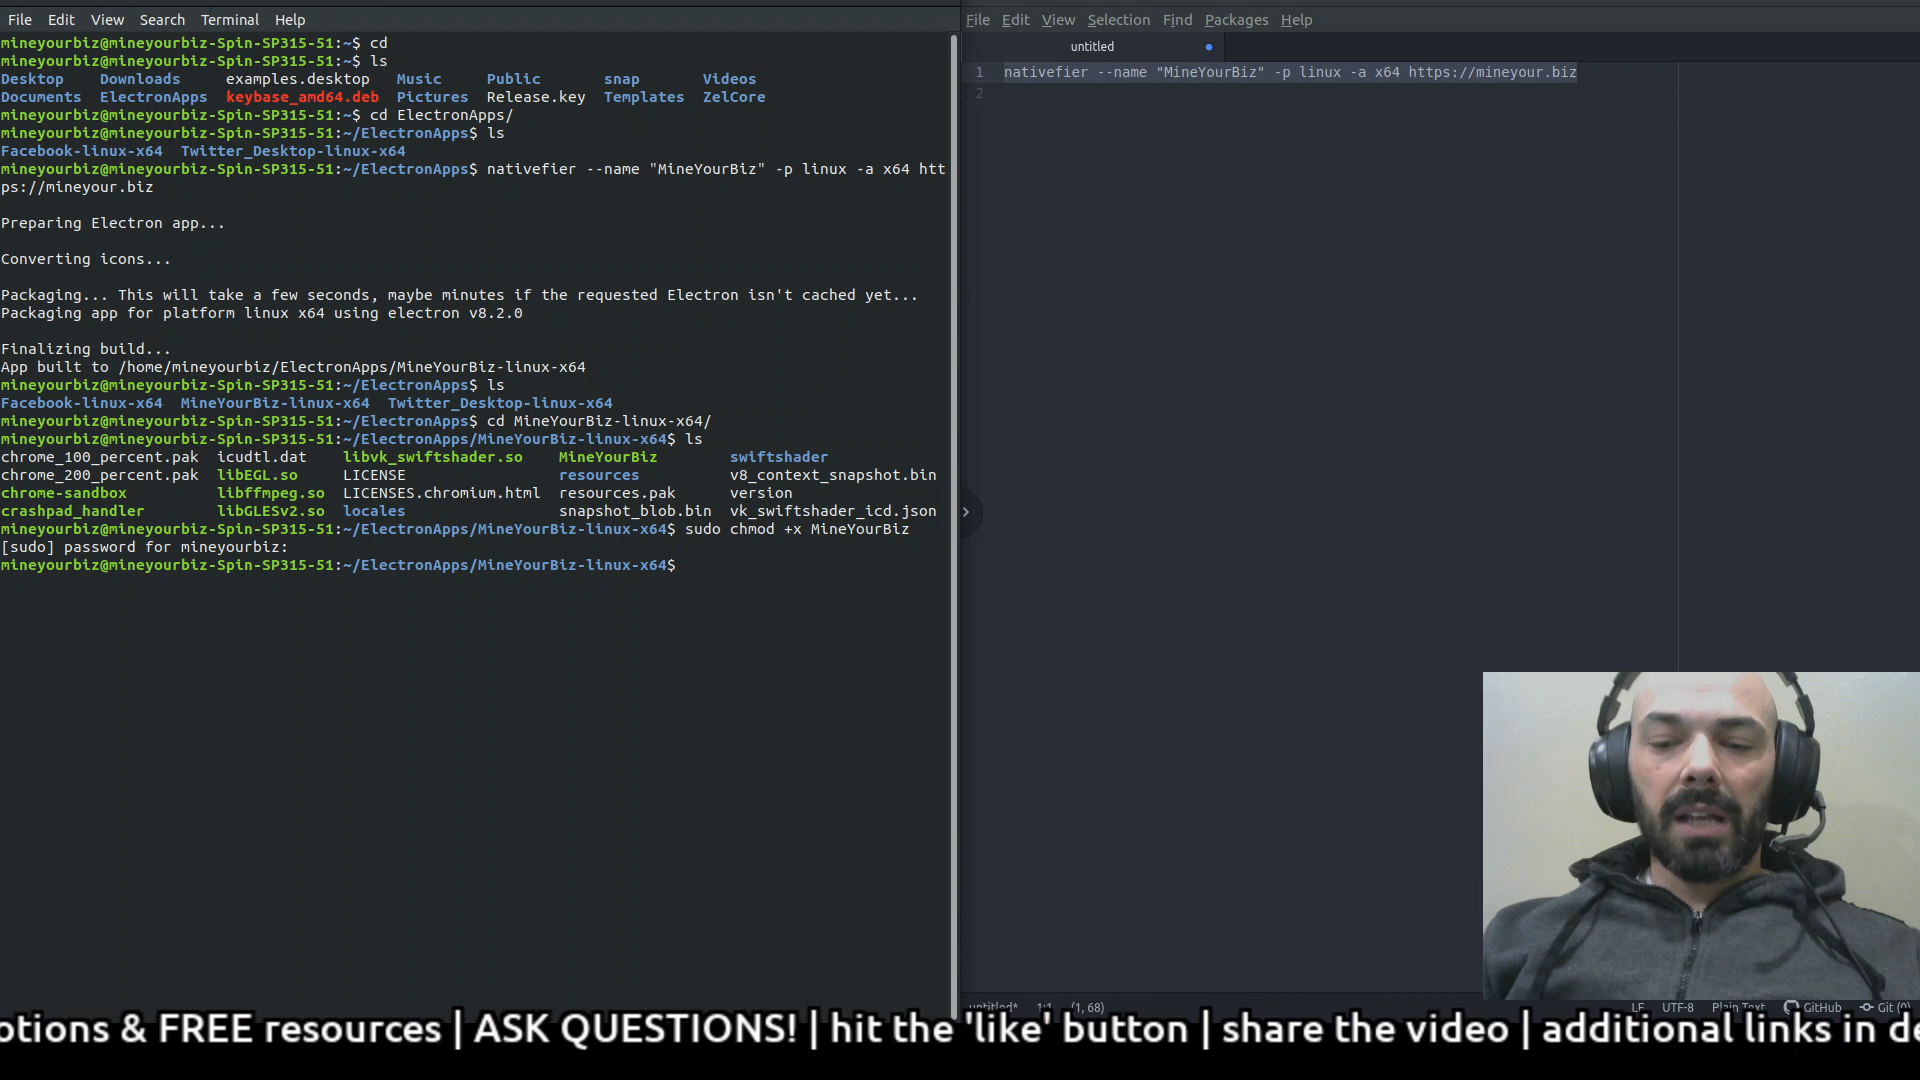 File Edit View Search Terminal Help
mineyourbiz@mineyourbiz-Spin-SP315-51:~$ cd
mineyourbiz@mineyourbiz-Spin-SP315-51:~$ ls
Desktop Downloads examples.desktop Music Public snap Videos
Documents ElectronApps keybase_amd64.deb Pictures Release.key Templates ZelCore
mineyourbiz@mineyourbiz-Spin-SP315-51:~$ cd ElectronApps/
mineyourbiz@mineyourbiz-Spin-SP315-51:~/ElectronApps$ ls
Facebook-linux-x64 Twitter_Desktop-linux-x64
mineyourbiz@mineyourbiz-Spin-SP315-51:~/ElectronApps$ nativefier --name "MineYourBiz" -p linux -a x64 htt
ps://mineyour.biz
Preparing Electron app...
Converting icons...
Packaging... This will take a few seconds, maybe minutes if the requested Electron isn't cached yet...
Packaging app for platform linux x64 using electron v8.2.0
Finalizing build...
App built to /home/mineyourbiz/ElectronApps/MineYourBiz-linux-x64
mineyourbiz@mineyourbiz-Spin-SP315-51:~/ElectronApps$ ls
Facebook-linux-x64 MineYourBiz-linux-x64 Twitter_Desktop-linux-x64
mineyourbiz@mineyourbiz-Spin-SP315-51:~/ElectronApps$ cd MineYourBiz-linux-x64/
mineyourbiz@mineyourbiz-Spin-SP315-51:~/ElectronApps/MineYourBiz-linux-x64$ ls
chrome_100_percent.pak icudtl.dat libvk_swiftshader.so MineYourBiz swiftshader
chrome_200_percent.pak libEGL.so LICENSE resources v8_context_snapshot.bin
chrome-sandbox libffmpeg.so LICENSES.chromium.html resources.pak version
crashpad_handler libGLESv2.so locales snapshot_blob.bin vk_swiftshader_icd.json
mineyourbiz@mineyourbiz-Spin-SP315-51:~/ElectronApps/MineYourBiz-linux-x64$ sudo chmod +x MineYourBiz
[sudo] password for mineyourbiz:
mineyourbiz@mineyourbiz-Spin-SP315-51:~/ElectronApps/MineYourBiz-linux-x64$
File Edit View Selection Find Packages Help
untitled
1 nativefier --name "MineYourBiz" -p linux -a x64 https://mineyour.biz
2
untitled* 1:1 (1, 68) LF UTF-8 Plain Text GitHub Git (0)
otions & FREE resources | ASK QUESTIONS! | hit the 'like' button | share the video | additional links in de